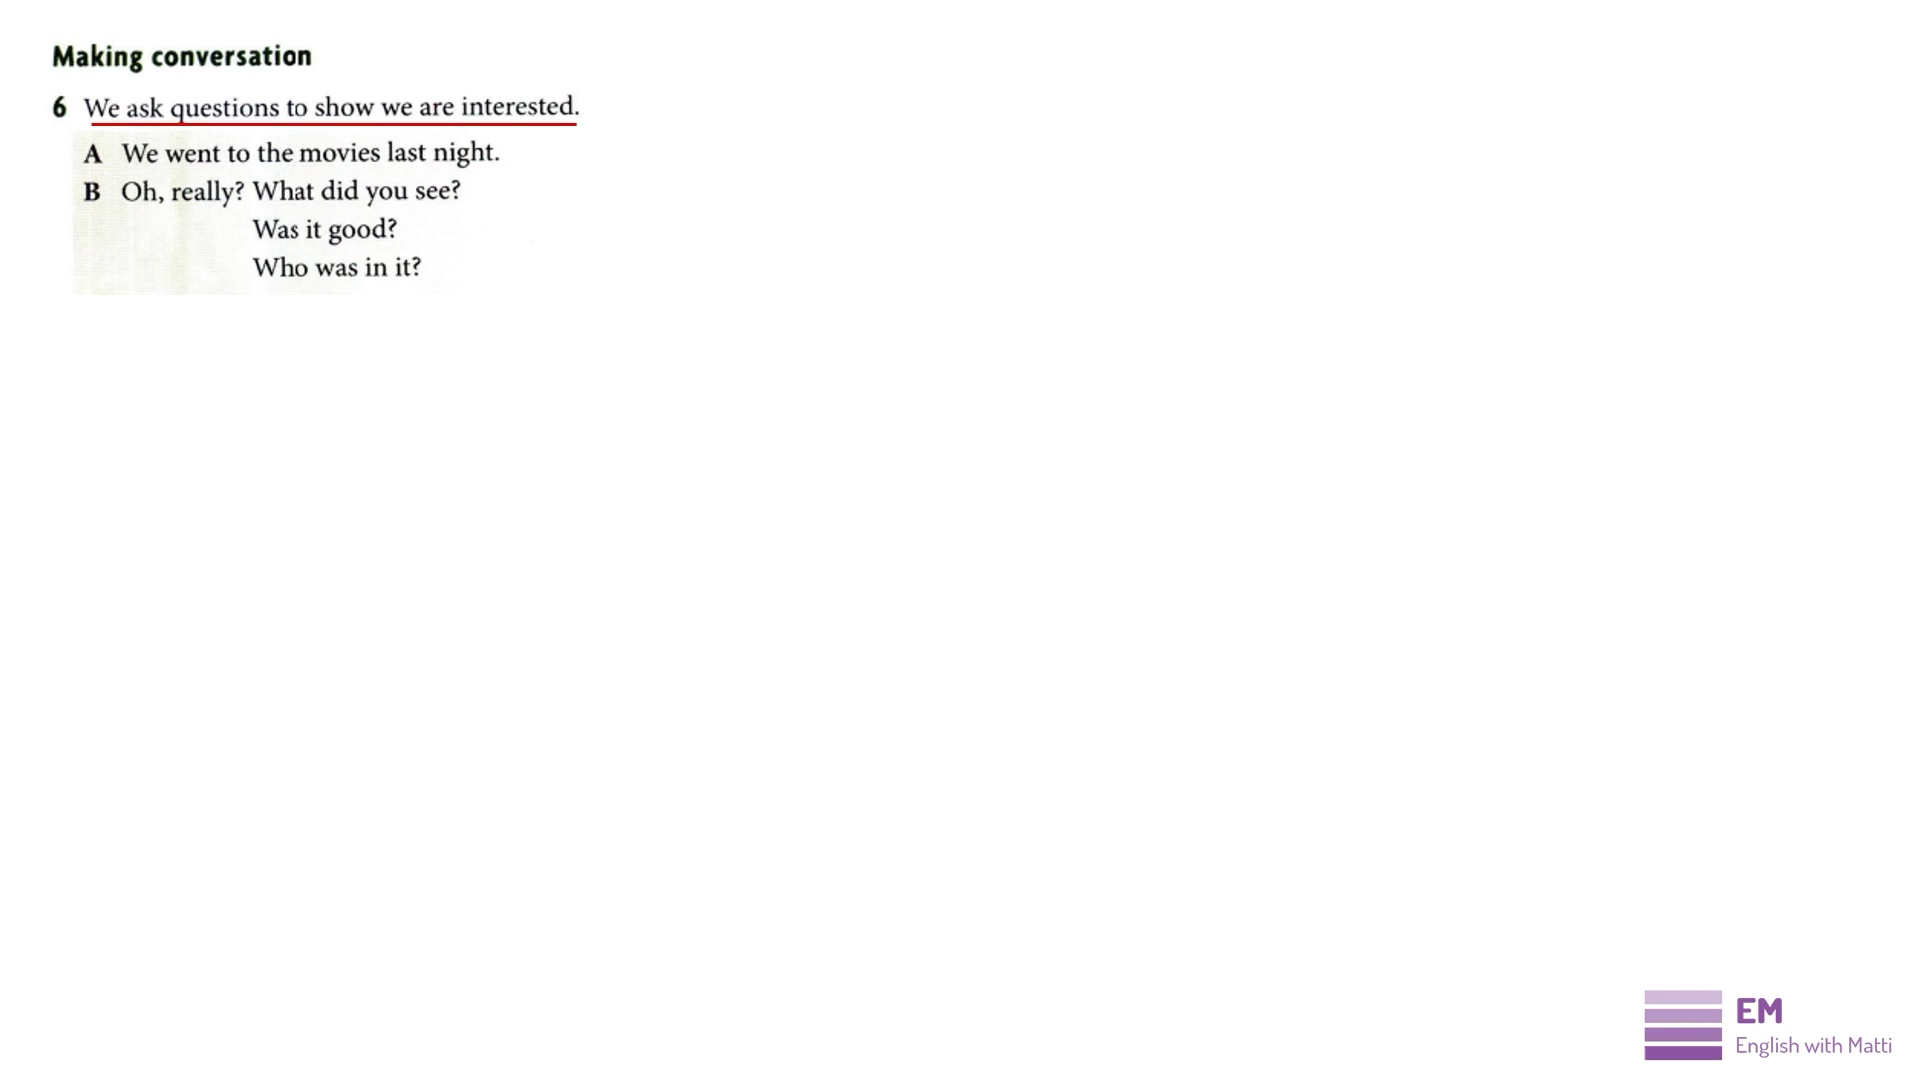 Making conversation
6 We ask questions to show we are interested.
A We went to the movies last night.
B Oh, really? What did you see?
Was it good?
Who was in it?
EM
English with Matti